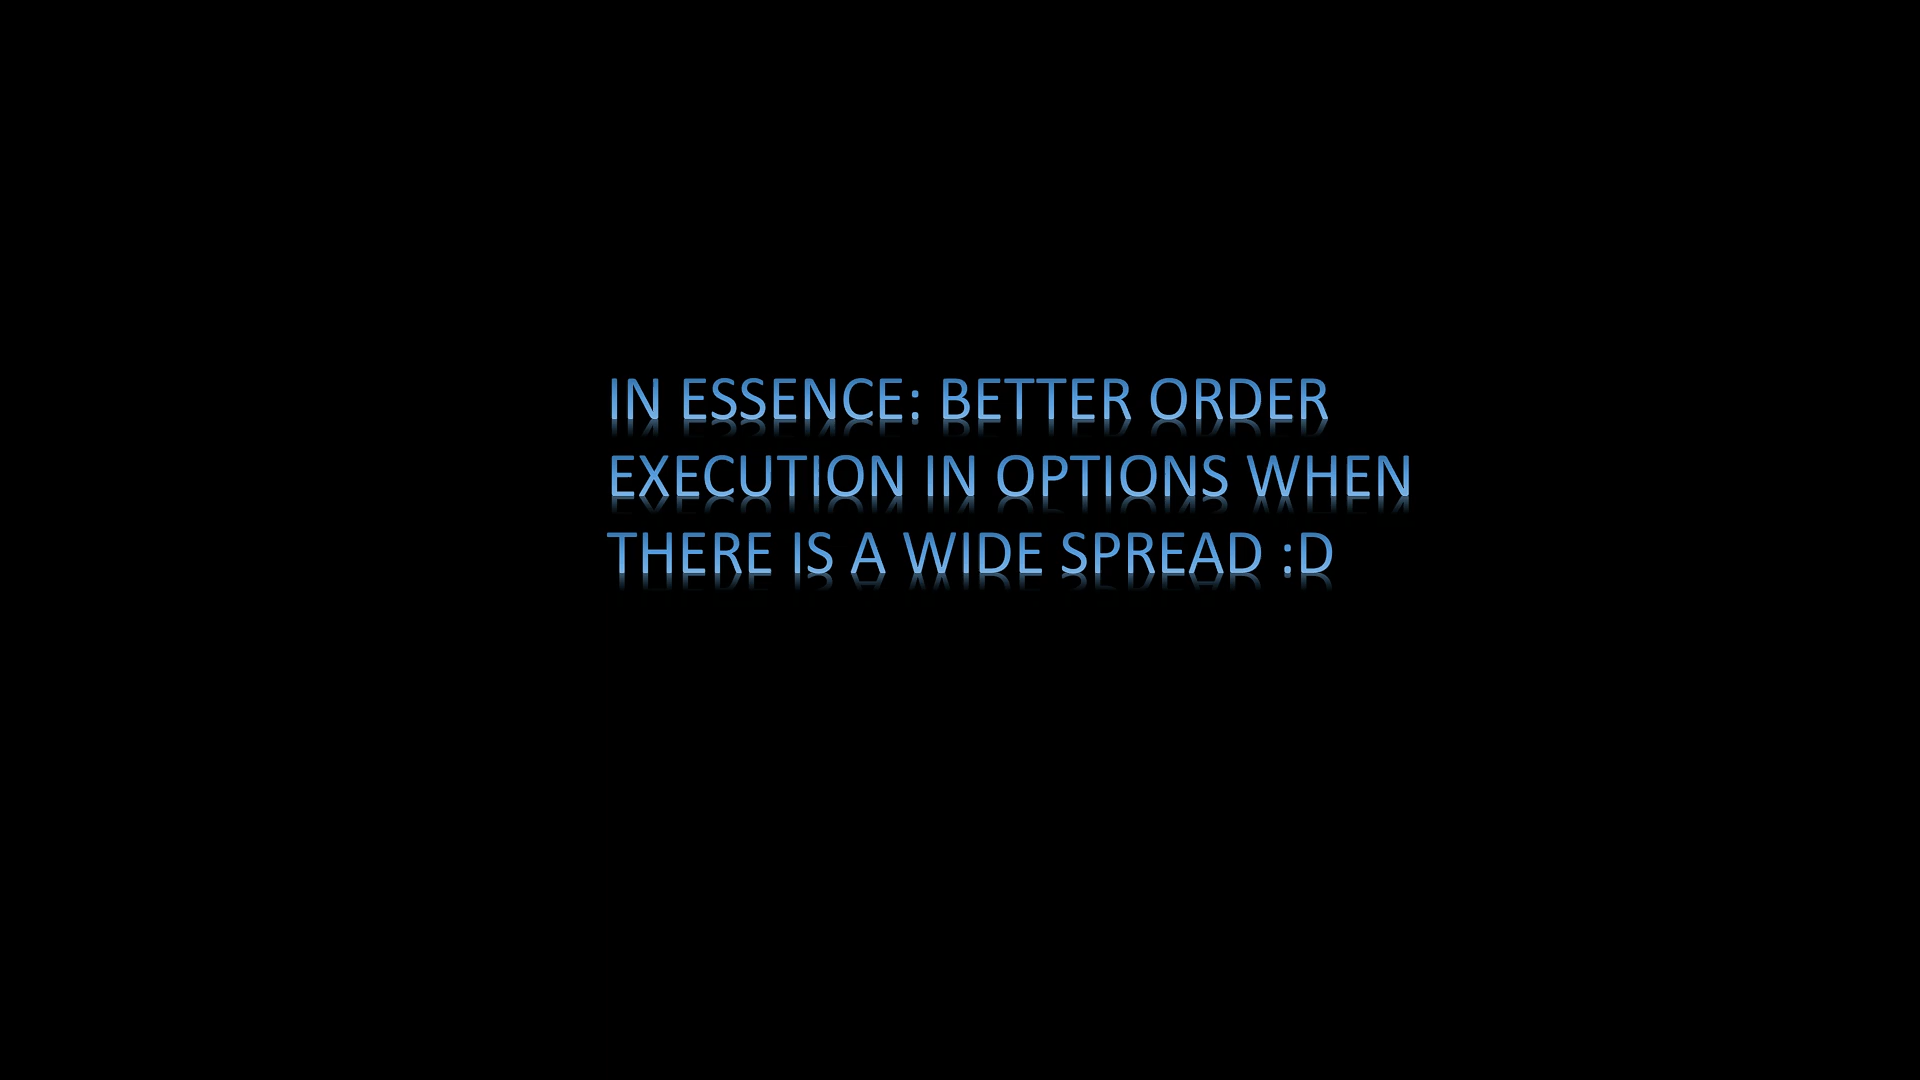 IN ESSENCE: BETTER ORDER
EXECUTION IN OPTIONS WHEN
THERE IS A WIDE SPREAD :D